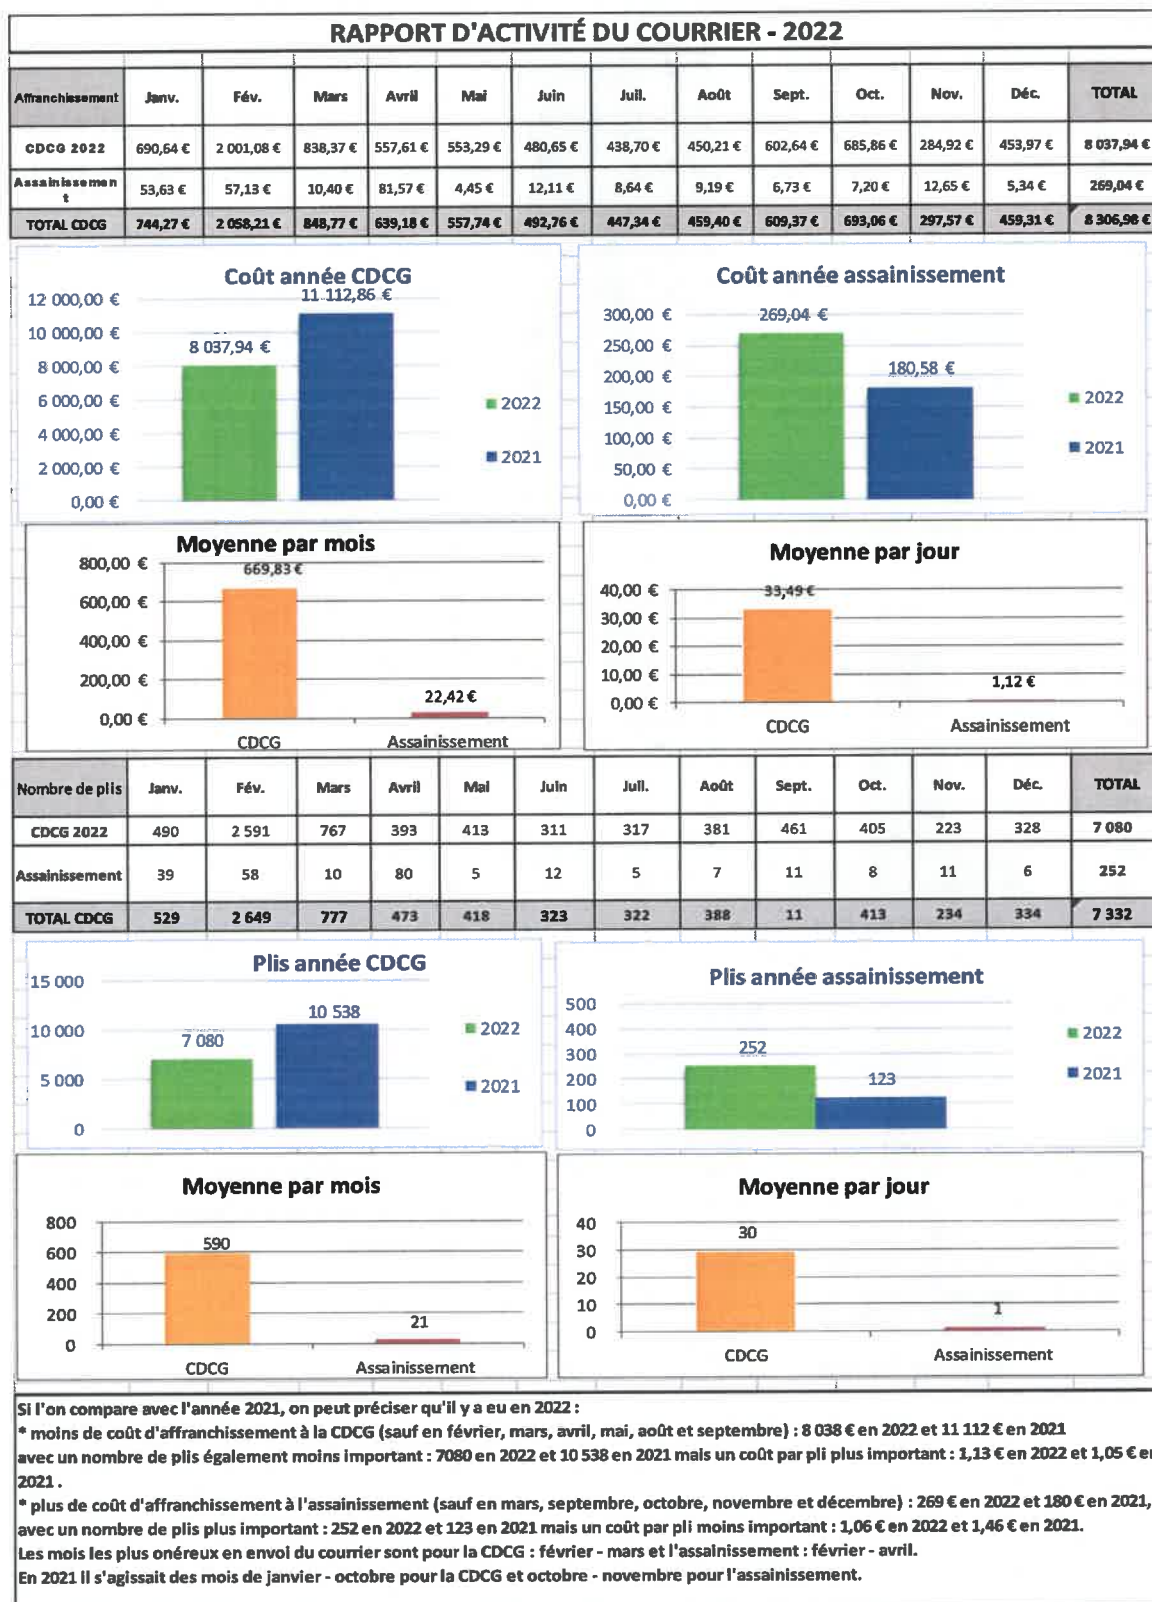 RAPPORT D'ACTIVITÉ DU COURRIER - 2022
Affranchissement Janv. Fév. Mars Avril Mai Juin Juil. Août Sept. Oct. Nov. Déc. TOTAL
CDCG 2022 690,64 € 2 001,08 € 838,37 € 557,61 € 553,29 € 480,65 € 438,70 € 450,21 € 602,64 € 685,86 € 284,92 € 453,97 € 8 037,94 €
Assainissemen
t 53,63 € 57,13 € 10,40 € 81,57 € 4,45 € 12,11 € 8,64 € 9,19 € 6,73 € 7,20 € 12,65 € 5,34 € 269,04 €
TOTAL CDCG 744,27 € 2 058,21 € 848,77 € 639,18 € 557,74 € 492,76 € 447,34 € 459,40 € 609,37 € 693,06 € 297,57 € 459,31 € 8 306,98 €
Coût année CDCG
12 000,00 €
10 000,00 €
8 000,00 €
6 000,00 €
4 000,00 €
2 000,00 €
0,00 €
8 037,94 €
11 112,86 €
2022
2021
Coût année assainissement
300,00 €
250,00 €
200,00 €
150,00 €
100,00 €
50,00 €
0,00 €
269,04 €
180,58 €
2022
2021
Moyenne par mois
800,00 €
600,00 €
400,00 €
200,00 €
0,00 €
669,83 €
22,42 €
CDCG Assainissement
Moyenne par jour
40,00 €
30,00 €
20,00 €
10,00 €
0,00 €
33,49 €
1,12 €
CDCG Assainissement
Nombre de plis Janv. Fév. Mars Avril Mai Juin Juil. Août Sept. Oct. Nov. Déc. TOTAL
CDCG 2022 490 2 591 767 393 413 311 317 381 461 405 223 328 7 080
Assainissement 39 58 10 80 5 12 5 7 11 8 11 6 252
TOTAL CDCG 529 2 649 777 473 418 323 322 388 11 413 234 334 7 332
Plis année CDCG
15 000
10 000
5 000
0
7 080
10 538
2022
2021
Plis année assainissement
500
400
300
200
100
0
252
123
2022
2021
Moyenne par mois
800
600
400
200
0
590
21
CDCG Assainissement
Moyenne par jour
40
30
20
10
0
30
1
CDCG Assainissement
Si l'on compare avec l'année 2021, on peut préciser qu'il y a eu en 2022 :
* moins de coût d'affranchissement à la CDCG (sauf en février, mars, avril, mai, août et septembre) : 8 038 € en 2022 et 11 112 € en 2021
avec un nombre de plis également moins important : 7080 en 2022 et 10 538 en 2021 mais un coût par pli plus important : 1,13 € en 2022 et 1,05 € en
2021 .
* plus de coût d'affranchissement à l'assainissement (sauf en mars, septembre, octobre, novembre et décembre) : 269 € en 2022 et 180 € en 2021,
avec un nombre de plis plus important : 252 en 2022 et 123 en 2021 mais un coût par pli moins important : 1,06 € en 2022 et 1,46 € en 2021.
Les mois les plus onéreux en envoi du courrier sont pour la CDCG : février - mars et l'assainissement : février - avril.
En 2021 il s'agissait des mois de janvier - octobre pour la CDCG et octobre - novembre pour l'assainissement.